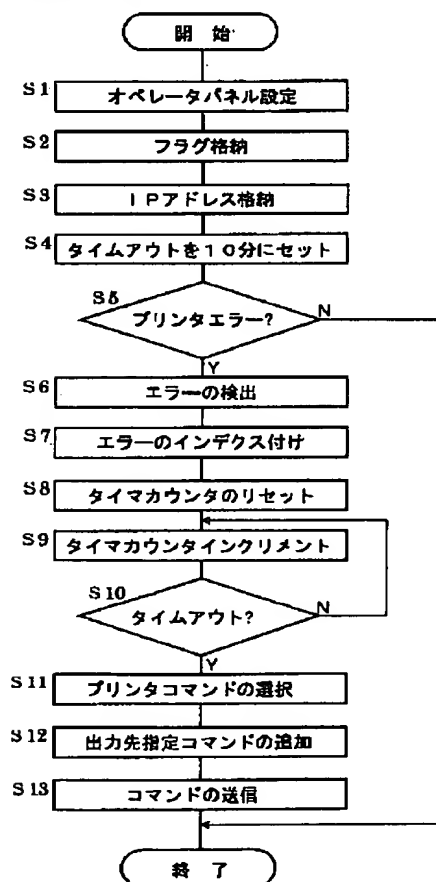 開 始
S1 オペレータパネル設定
S2 フラグ格納
S3 IPアドレス格納
S4 タイムアウトを10分にセット
S5 プリンタエラー? N
Y
S6 エラーの検出
S7 エラーのインデクス付け
S8 タイマカウンタのリセット
S9 タイマカウンタインクリメント
S10 タイムアウト? N
Y
S11 プリンタコマンドの選択
S12 出力先指定コマンドの追加
S13 コマンドの送信
終 了